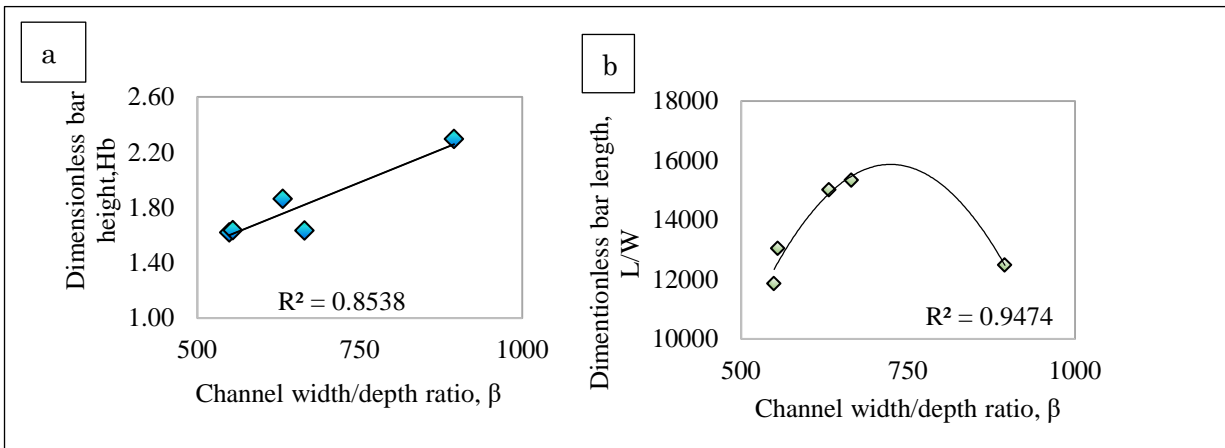 a
Dimensionless bar
height,Hb
2.60
2.20
1.80
1.40
1.00
R² = 0.8538
500
750
1000
Channel width/depth ratio, β
b
Dimentionless bar length,
L/W
18000
16000
14000
12000
10000
R² = 0.9474
500
750
1000
Channel width/depth ratio, β